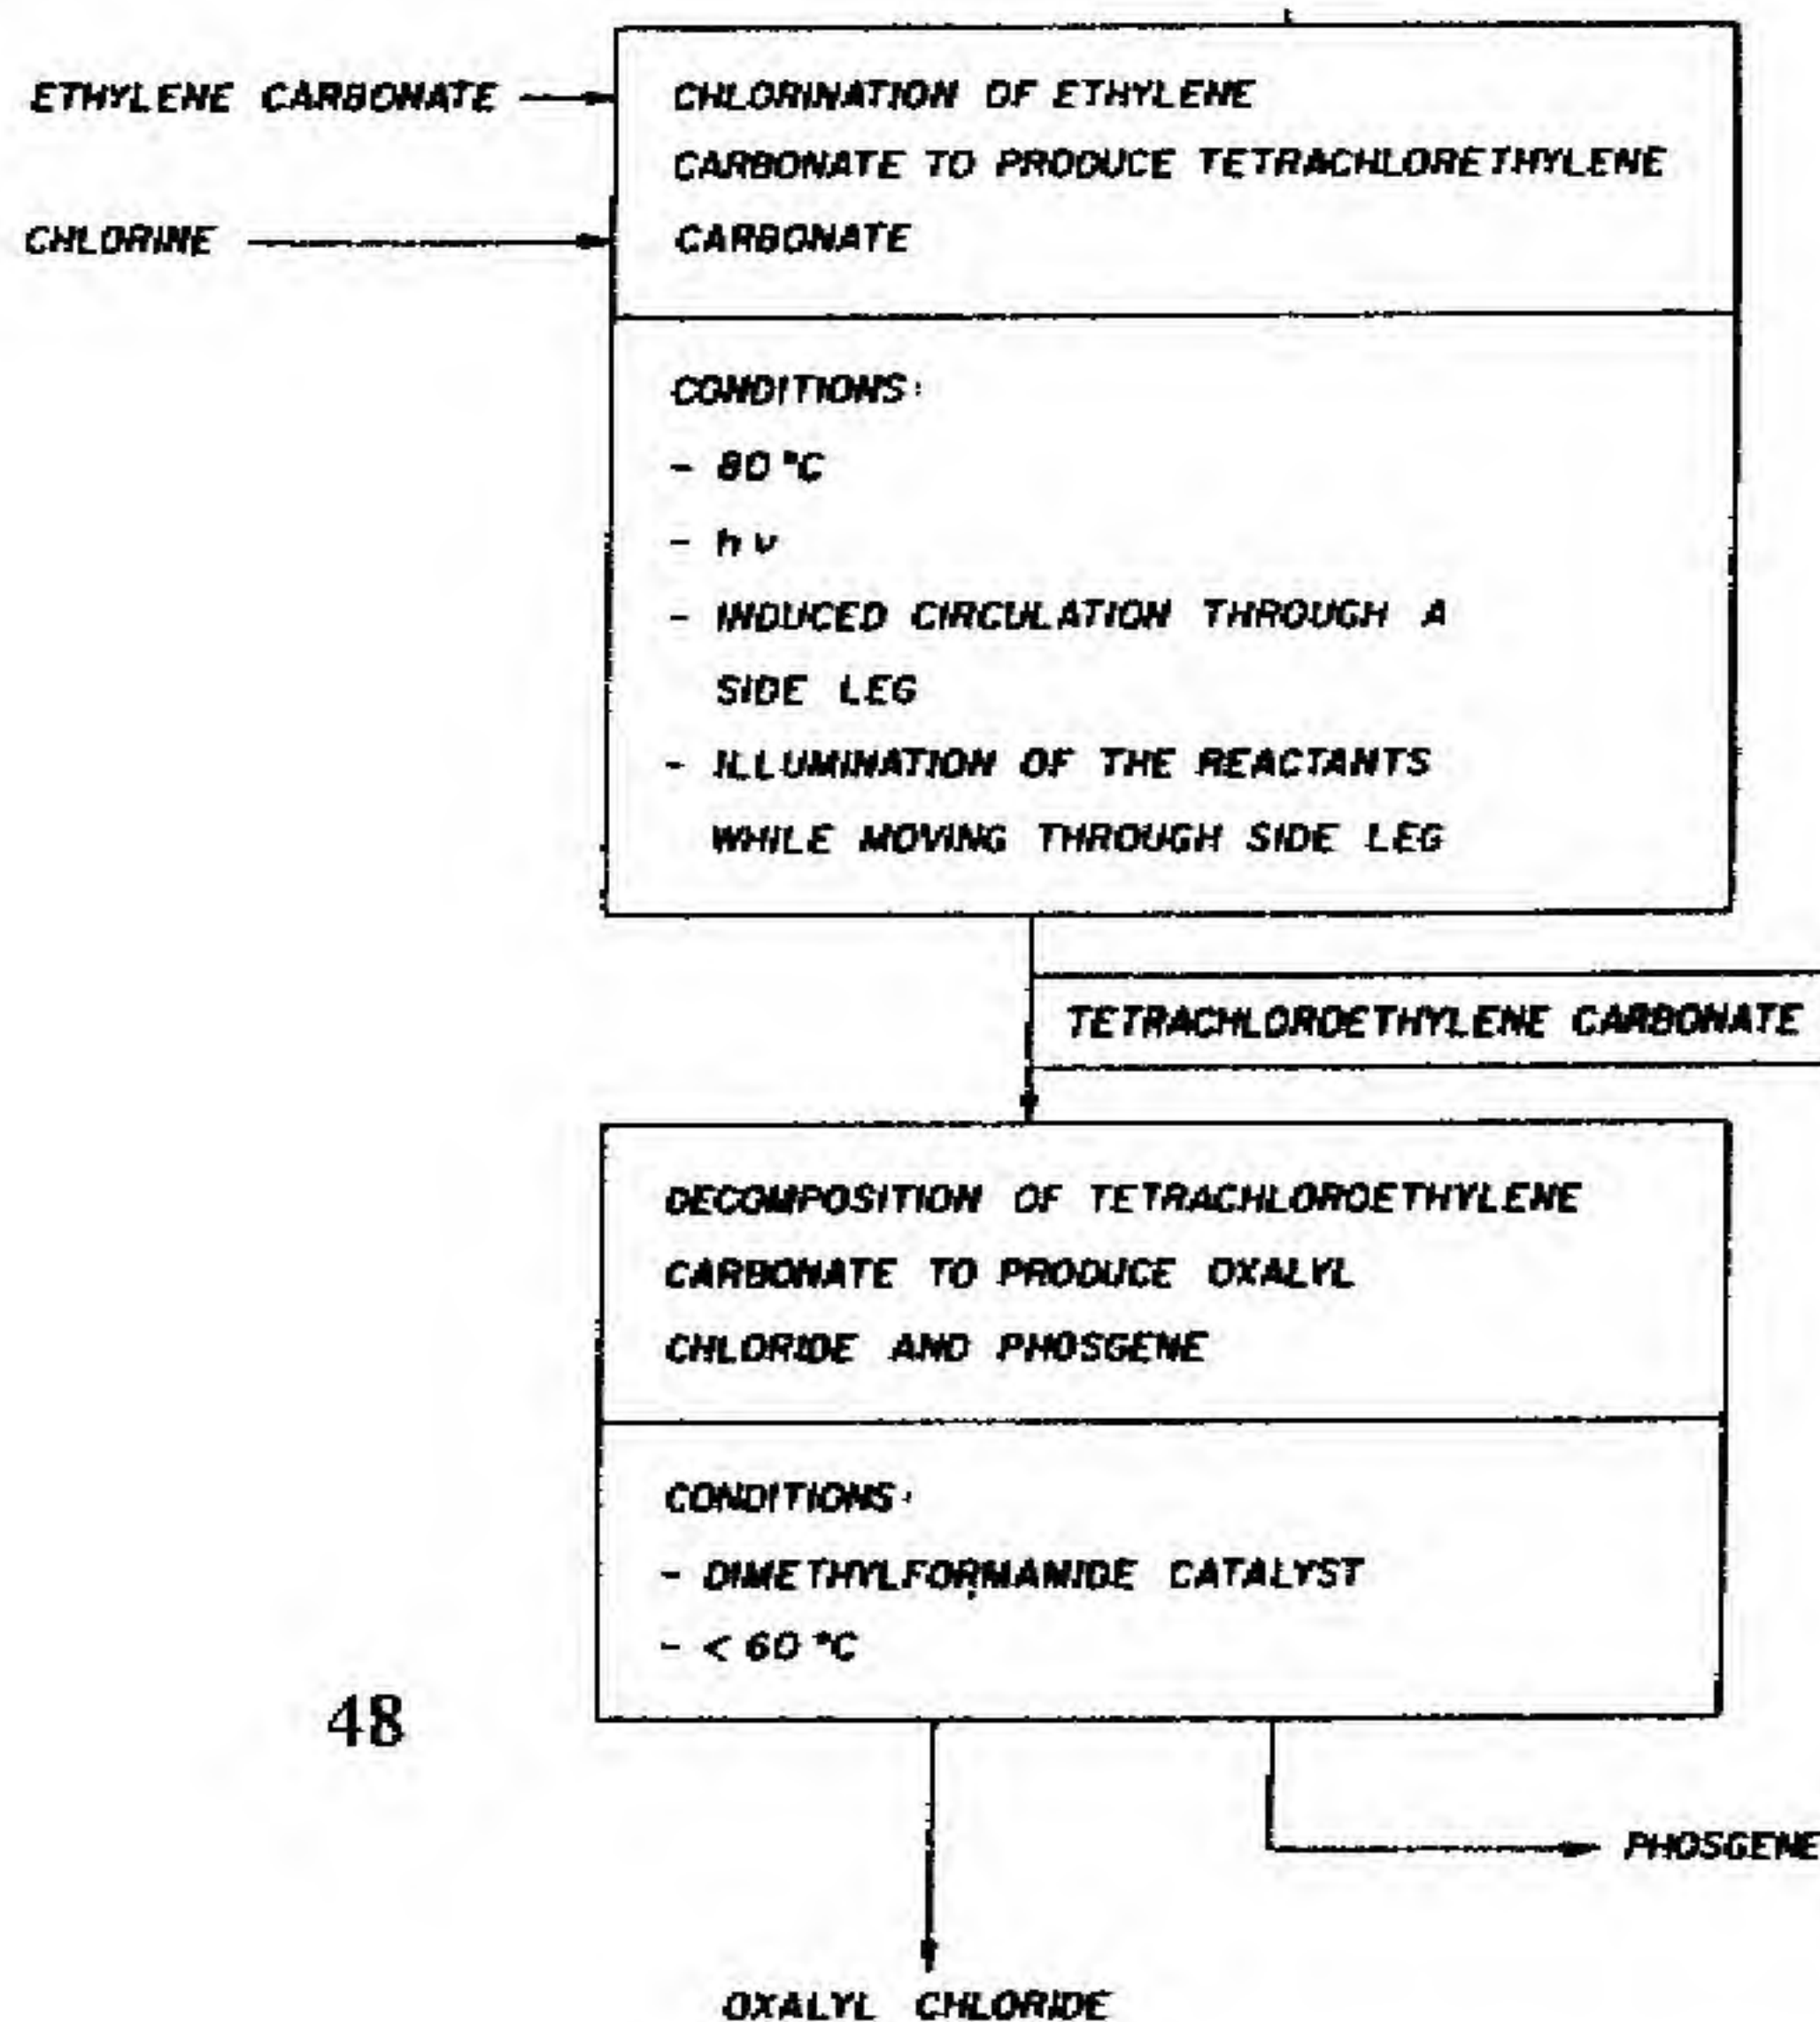 ETHYLENE CARBONATE
CHLORINE
CHLORINATION OF ETHYLENE
CARBONATE TO PRODUCE TETRACHLORETHYLENE
CARBONATE
CONDITIONS:
- 80 °C
- hν
- INDUCED CIRCULATION THROUGH A
SIDE LEG
- ILLUMINATION OF THE REACTANTS
WHILE MOVING THROUGH SIDE LEG
TETRACHLOROETHYLENE CARBONATE
DECOMPOSITION OF TETRACHLOROETHYLENE
CARBONATE TO PRODUCE OXALYL
CHLORIDE AND PHOSGENE
CONDITIONS:
- DIMETHYLFORMAMIDE CATALYST
- < 60 °C
48
PHOSGENE
OXALYL CHLORIDE